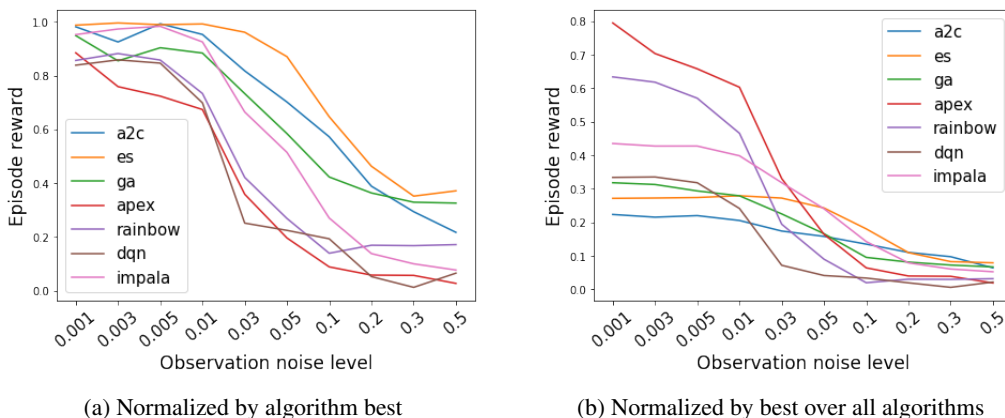 1.0
0.8
0.6
0.4
0.2
0.0
Episode reward
a2c
es
ga
apex
rainbow
dqn
impala
0.001
0.003
0.005
0.01
0.03
0.05
0.1
0.2
0.3
0.5
Observation noise level
(a) Normalized by algorithm best
0.8
0.7
0.6
0.5
0.4
0.3
0.2
0.1
0.0
Episode reward
a2c
es
ga
apex
rainbow
dqn
impala
0.001
0.003
0.005
0.01
0.03
0.05
0.1
0.2
0.3
0.5
Observation noise level
(b) Normalized by best over all algorithms